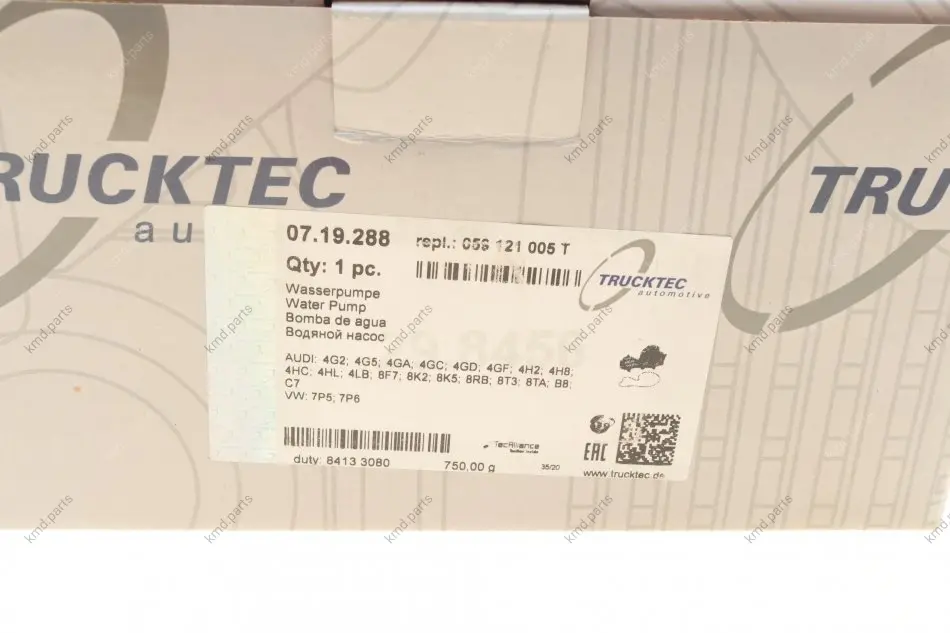 RUCKTEC
au
TRU
07.19.288
repl.: 059 121 005 T
Qty: 1 pc.
TRUCKTEC
automotive
Wasserpumpe
Water Pump
Bomba de agua
Водяной насос
AUDI: 4G2; 4G5; 4GA; 4GC; 4GD; 4GF; 4H2; 4H8;
4HC; 4HL; 4LB; 8F7; 8K2; 8K5; 8RB; 8T3; 8TA; B8;
C7
VW: 7P5; 7P6
TecAlliance
EAC
duty: 8413 3080
750,00 g
35/20
www.trucktec.de
kmd.parts